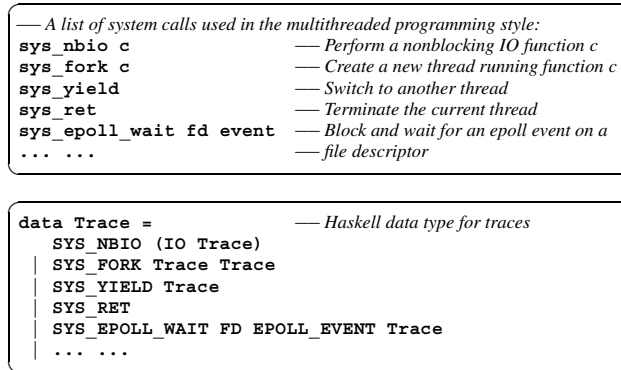 — A list of system calls used in the multithreaded programming style:
sys_nbio c — Perform a nonblocking IO function c
sys_fork c — Create a new thread running function c
sys_yield — Switch to another thread
sys_ret — Terminate the current thread
sys_epoll_wait fd event — Block and wait for an epoll event on a
... ... — file descriptor
data Trace = — Haskell data type for traces
SYS_NBIO (IO Trace)
| SYS_FORK Trace Trace
| SYS_YIELD Trace
| SYS_RET
| SYS_EPOLL_WAIT FD EPOLL_EVENT Trace
| ... ...